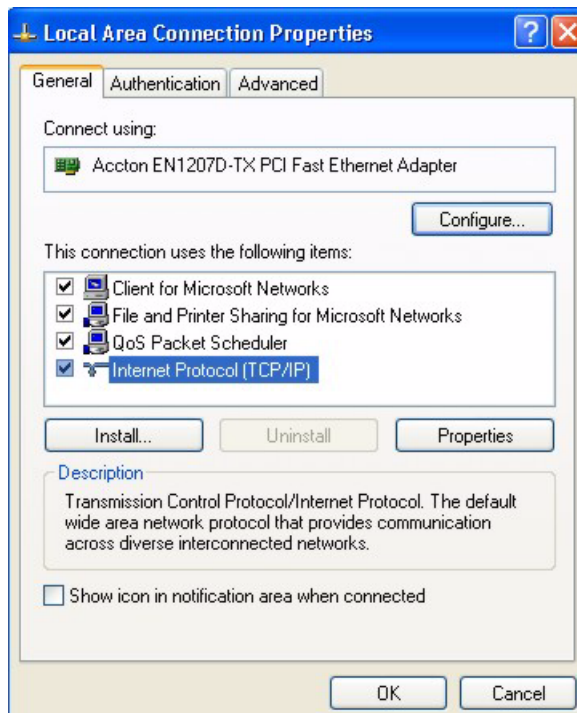 Local Area Connection Properties
General Authentication Advanced
Connect using:
Accton EN1207D-TX PCI Fast Ethernet Adapter
Configure...
This connection uses the following items:
Client for Microsoft Networks
File and Printer Sharing for Microsoft Networks
QoS Packet Scheduler
Internet Protocol (TCP/IP)
Install... Uninstall Properties
Description
Transmission Control Protocol/Internet Protocol. The default
wide area network protocol that provides communication
across diverse interconnected networks.
Show icon in notification area when connected
OK Cancel